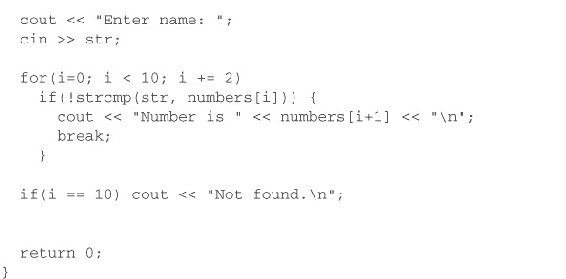 cout << "Enter name: ";
cin >> str;
for(i=0; i < 10; i += 2)
if(!strcmp(str, numbers[i])) {
cout << "Number is " << numbers[i+1] << "\n";
break;
}
if(i == 10) cout << "Not found.\n";
return 0;
}